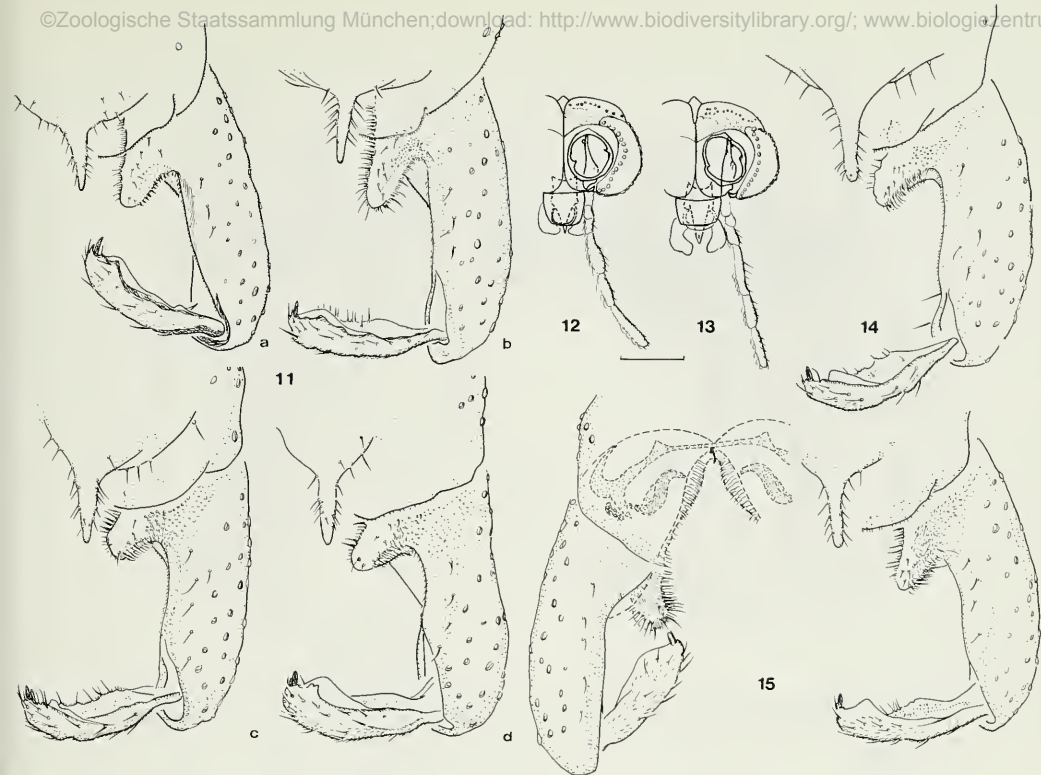 ©Zoologische Staatssammlung München;download: http://www.biodiversitylibrary.org/; www.biologiezentru
a
b
12
13
14
11
c
d
15